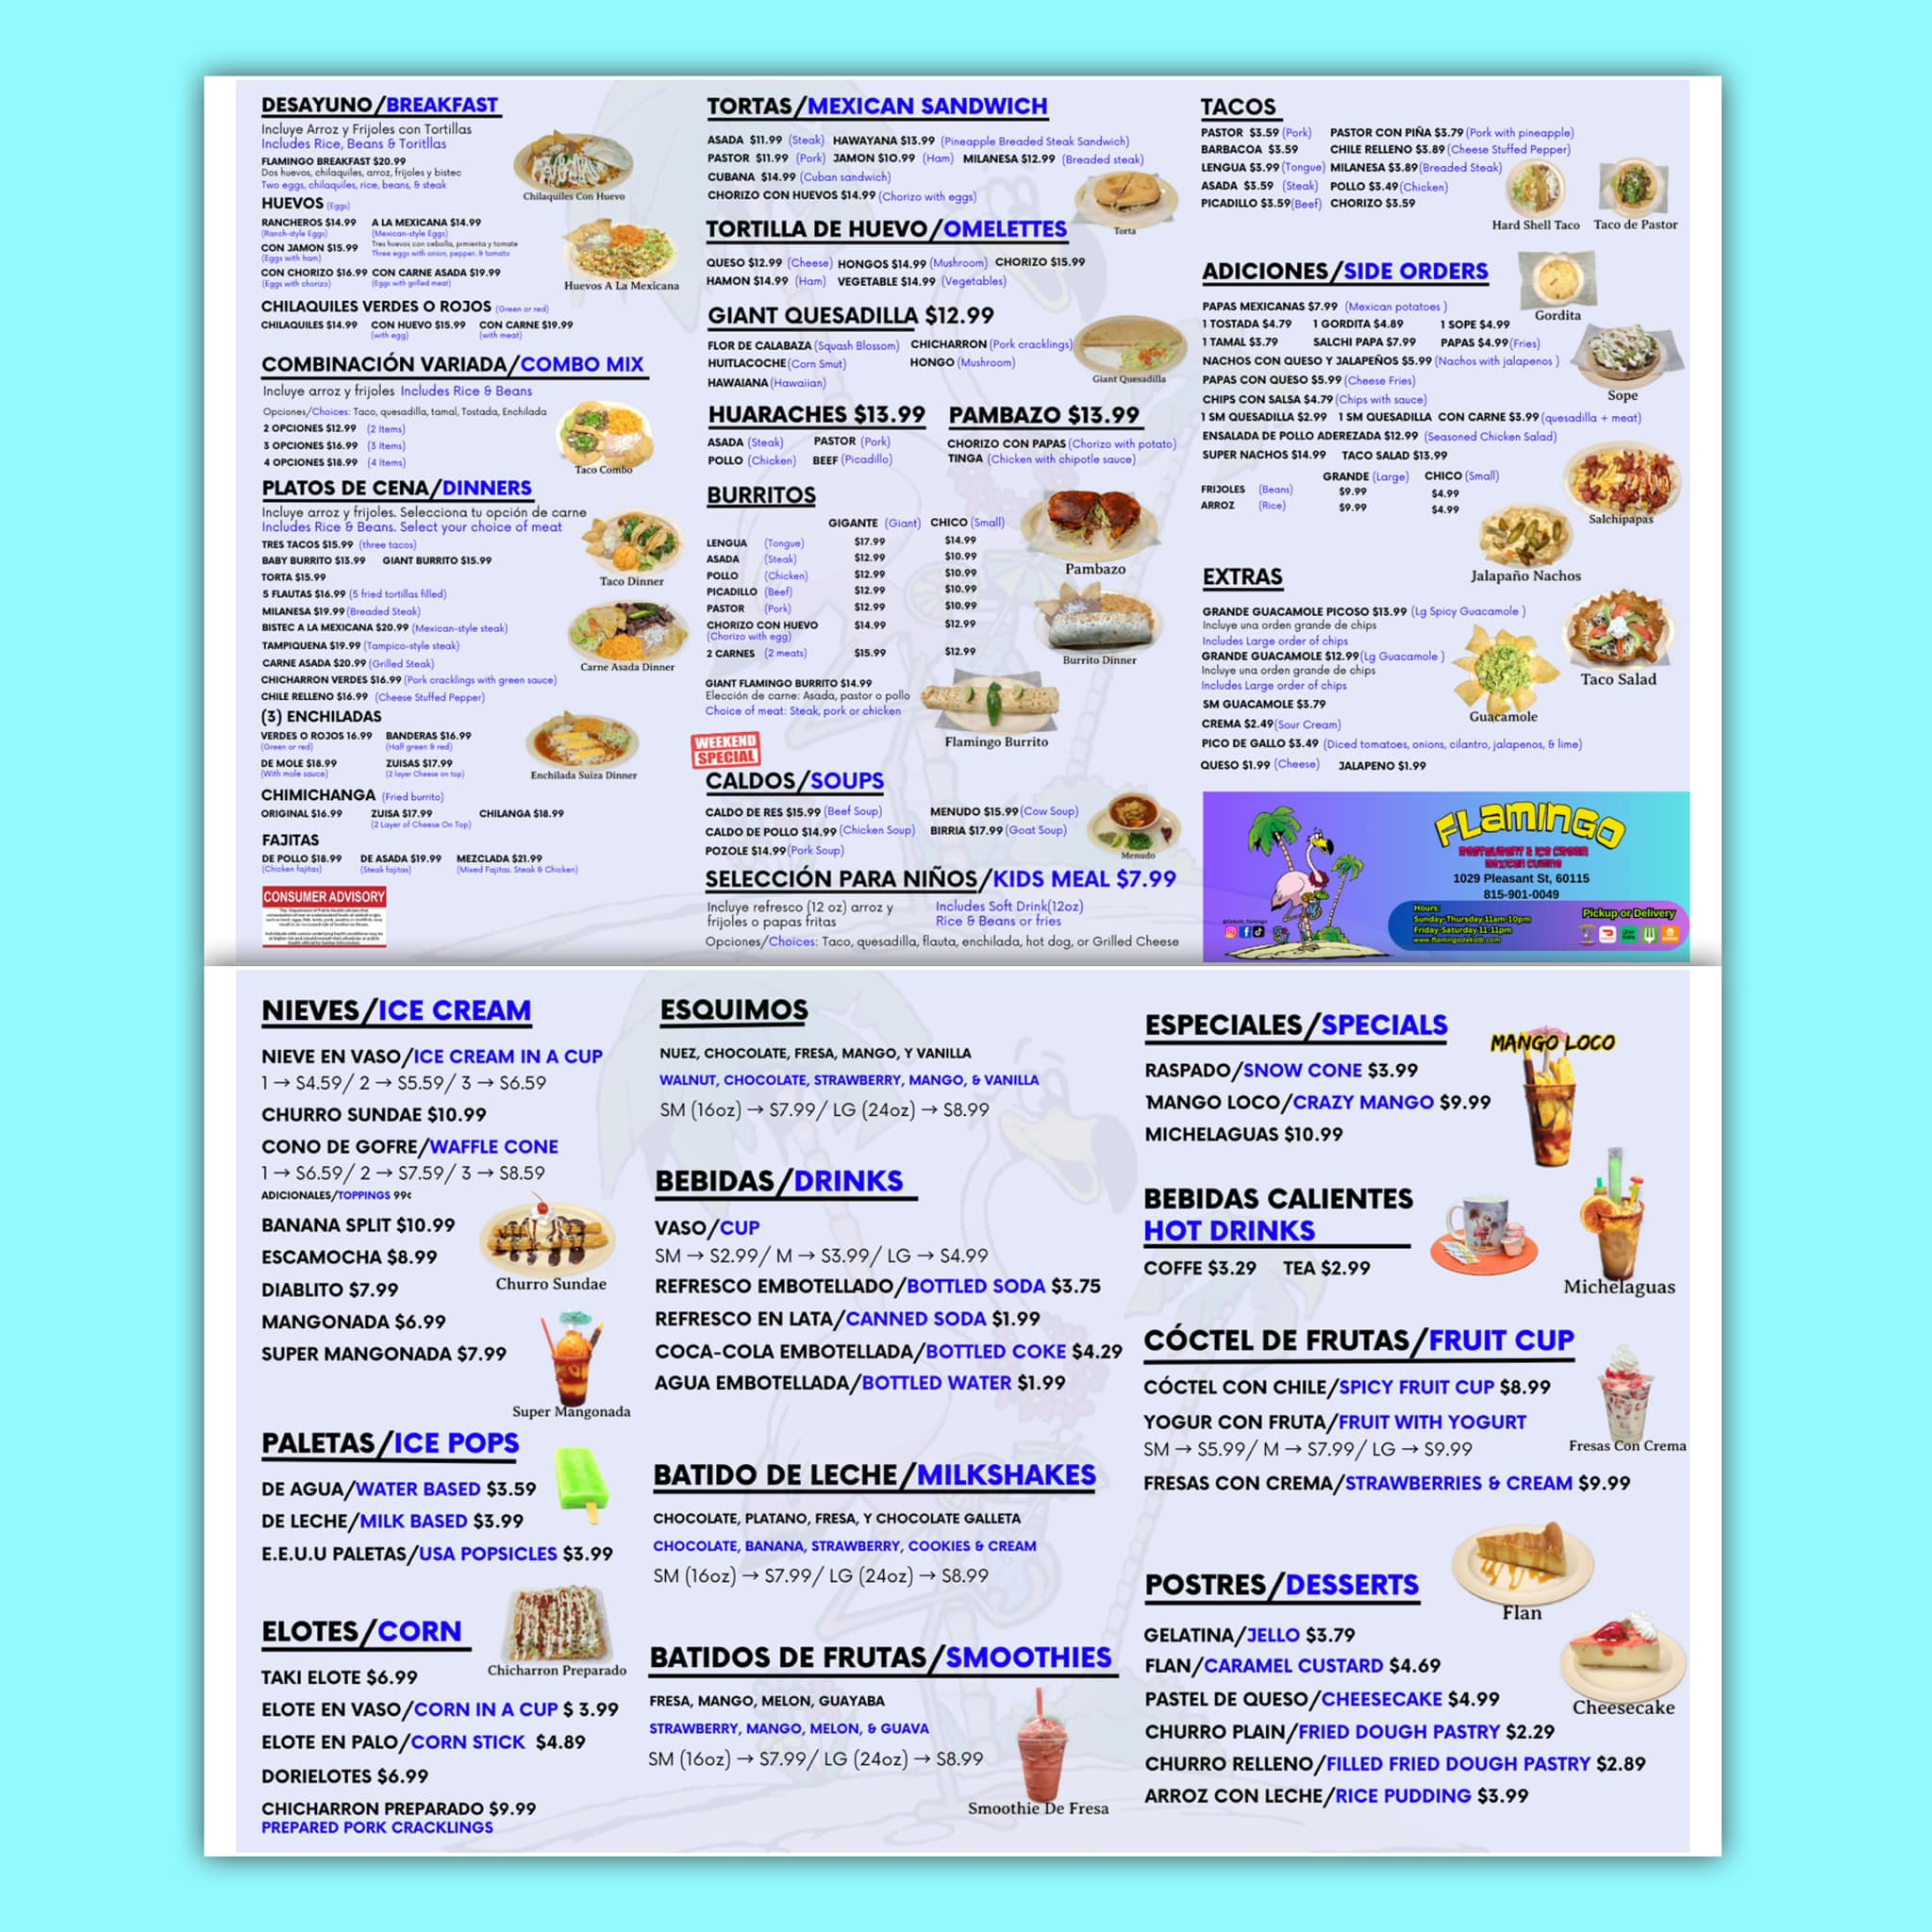 DESAYUNO/BREAKFAST
Incluye Arroz y Frijoles con Tortillas
Includes Rice, Beans & Toritllas
FLAMINGO BREAKFAST $20.99
Dos huevos, chilaquiles, arroz, frijoles y bistec
Two eggs, chilaquiles, rice, beans, & steak
Chilaquiles Con Huevo
HUEVOS (Eggs)
RANCHEROS $14.99 A LA MEXICANA $14.99
(Ranch-style Eggs) (Mexican-style Eggs)
Tres huevos con cebolla, pimienta y tomate
Three eggs with onion, pepper, & tomato
CON JAMON $15.99
(Eggs with ham)
CON CHORIZO $16.99 CON CARNE ASADA $19.99
(Eggs with chorizo) (Eggs with grilled meat)
Huevos A La Mexicana
CHILAQUILES VERDES O ROJOS (Green or red)
CHILAQUILES $14.99 CON HUEVO $15.99 CON CARNE $19.99
(with egg) (with meat)
COMBINACIÓN VARIADA/COMBO MIX
Incluye arroz y frijoles Includes Rice & Beans
Opciones/Choices: Taco, quesadilla, tamal, Tostada, Enchilada
2 OPCIONES $12.99 (2 Items)
3 OPCIONES $16.99 (3 Items)
4 OPCIONES $18.99 (4 Items)
Taco Combo
PLATOS DE CENA/DINNERS
Incluye arroz y frijoles. Selecciona tu opción de carne
Includes Rice & Beans. Select your choice of meat
TRES TACOS $15.99 (three tacos)
BABY BURRITO $13.99 GIANT BURRITO $15.99
TORTA $15.99
Taco Dinner
5 FLAUTAS $16.99 (5 fried tortillas filled)
MILANESA $19.99 (Breaded Steak)
BISTEC A LA MEXICANA $20.99 (Mexican-style steak)
TAMPIQUENA $19.99 (Tampico-style steak)
CARNE ASADA $20.99 (Grilled Steak)
Carne Asada Dinner
CHICHARRON VERDES $16.99 (Pork cracklings with green sauce)
CHILE RELLENO $16.99 (Cheese Stuffed Pepper)
(3) ENCHILADAS
VERDES O ROJOS 16.99 BANDERAS $16.99
(Green or red) (Half green & red)
DE MOLE $18.99 ZUISAS $17.99
(With mole sauce) (2 layer Cheese on top)
Enchilada Suiza Dinner
CHIMICHANGA (Fried burrito)
ORIGINAL $16.99 ZUISA $17.99 CHILANGA $18.99
(2 Layer of Cheese On Top)
FAJITAS
DE POLLO $18.99 DE ASADA $19.99 MEZCLADA $21.99
(Chicken fajitas) (Steak fajitas) (Mixed Fajitas. Steak & Chicken)
CONSUMER ADVISORY
TORTAS/MEXICAN SANDWICH
ASADA $11.99 (Steak) HAWAYANA $13.99 (Pineapple Breaded Steak Sandwich)
PASTOR $11.99 (Pork) JAMON $10.99 (Ham) MILANESA $12.99 (Breaded steak)
CUBANA $14.99 (Cuban sandwich)
CHORIZO CON HUEVOS $14.99 (Chorizo with eggs)
Torta
TORTILLA DE HUEVO/OMELETTES
QUESO $12.99 (Cheese) HONGOS $14.99 (Mushroom) CHORIZO $15.99
HAMON $14.99 (Ham) VEGETABLE $14.99 (Vegetables)
GIANT QUESADILLA $12.99
FLOR DE CALABAZA (Squash Blossom) CHICHARRON (Pork cracklings)
HUITLACOCHE (Corn Smut) HONGO (Mushroom)
HAWAIANA (Hawaiian)
Giant Quesadilla
HUARACHES $13.99 PAMBAZO $13.99
ASADA (Steak) PASTOR (Pork) CHORIZO CON PAPAS (Chorizo with potato)
POLLO (Chicken) BEEF (Picadillo) TINGA (Chicken with chipotle sauce)
BURRITOS
GIGANTE (Giant) CHICO (Small)
LENGUA (Tongue) $17.99 $14.99
ASADA (Steak) $12.99 $10.99
POLLO (Chicken) $12.99 $10.99
PICADILLO (Beef) $12.99 $10.99
PASTOR (Pork) $12.99 $10.99
CHORIZO CON HUEVO $14.99 $12.99
(Chorizo with egg)
2 CARNES (2 meats) $15.99 $12.99
Pambazo
Burrito Dinner
GIANT FLAMINGO BURRITO $14.99
Elección de carne: Asada, pastor o pollo
Choice of meat: Steak, pork or chicken
Flamingo Burrito
WEEKEND
SPECIAL
CALDOS/SOUPS
CALDO DE RES $15.99 (Beef Soup) MENUDO $15.99 (Cow Soup)
CALDO DE POLLO $14.99 (Chicken Soup) BIRRIA $17.99 (Goat Soup)
POZOLE $14.99 (Pork Soup)
Menudo
SELECCIÓN PARA NIÑOS/KIDS MEAL $7.99
Incluye refresco (12 oz) arroz y Includes Soft Drink(12oz)
frijoles o papas fritas Rice & Beans or fries
Opciones/Choices: Taco, quesadilla, flauta, enchilada, hot dog, or Grilled Cheese
TACOS
PASTOR $3.59 (Pork) PASTOR CON PIÑA $3.79 (Pork with pineapple)
BARBACOA $3.59 CHILE RELLENO $3.89 (Cheese Stuffed Pepper)
LENGUA $3.99 (Tongue) MILANESA $3.89 (Breaded Steak)
ASADA $3.59 (Steak) POLLO $3.49 (Chicken)
PICADILLO $3.59 (Beef) CHORIZO $3.59
Hard Shell Taco Taco de Pastor
ADICIONES/SIDE ORDERS
PAPAS MEXICANAS $7.99 (Mexican potatoes )
Gordita
1 TOSTADA $4.79 1 GORDITA $4.89 1 SOPE $4.99
1 TAMAL $3.79 SALCHI PAPA $7.99 PAPAS $4.99 (Fries)
NACHOS CON QUESO Y JALAPEÑOS $5.99 (Nachos with jalapenos )
PAPAS CON QUESO $5.99 (Cheese Fries)
Sope
CHIPS CON SALSA $4.79 (Chips with sauce)
1 SM QUESADILLA $2.99 1 SM QUESADILLA CON CARNE $3.99 (quesadilla + meat)
ENSALADA DE POLLO ADEREZADA $12.99 (Seasoned Chicken Salad)
SUPER NACHOS $14.99 TACO SALAD $13.99
GRANDE (Large) CHICO (Small)
FRIJOLES (Beans) $9.99 $4.99
ARROZ (Rice) $9.99 $4.99
Salchipapas
Jalapaño Nachos
EXTRAS
GRANDE GUACAMOLE PICOSO $13.99 (Lg Spicy Guacamole )
Incluye una orden grande de chips
Includes Large order of chips
GRANDE GUACAMOLE $12.99 (Lg Guacamole )
Incluye una orden grande de chips
Includes Large order of chips
Taco Salad
SM GUACAMOLE $3.79
Guacamole
CREMA $2.49 (Sour Cream)
PICO DE GALLO $3.49 (Diced tomatoes, onions, cilantro, jalapenos, & lime)
QUESO $1.99 (Cheese) JALAPENO $1.99
FLAMINGO
RESTAURANT & ICE CREAM
MEXICAN CUISINE
1029 Pleasant St, 60115
815-901-0049
Hours:
Sunday-Thursday 11am-10pm
Friday-Saturday 11-11pm
www.flamingodekalb.com
Pickup or Delivery
NIEVES/ICE CREAM
NIEVE EN VASO/ICE CREAM IN A CUP
1 → $4.59/ 2 → $5.59/ 3 → $6.59
CHURRO SUNDAE $10.99
CONO DE GOFRE/WAFFLE CONE
1 → $6.59/ 2 → $7.59/ 3 → $8.59
ADICIONALES/TOPPINGS 99¢
BANANA SPLIT $10.99
ESCAMOCHA $8.99
DIABLITO $7.99
Churro Sundae
MANGONADA $6.99
SUPER MANGONADA $7.99
Super Mangonada
PALETAS/ICE POPS
DE AGUA/WATER BASED $3.59
DE LECHE/MILK BASED $3.99
E.E.U.U PALETAS/USA POPSICLES $3.99
ELOTES/CORN
Chicharron Preparado
TAKI ELOTE $6.99
ELOTE EN VASO/CORN IN A CUP $ 3.99
ELOTE EN PALO/CORN STICK $4.89
DORIELOTES $6.99
CHICHARRON PREPARADO $9.99
PREPARED PORK CRACKLINGS
ESQUIMOS
NUEZ, CHOCOLATE, FRESA, MANGO, Y VANILLA
WALNUT, CHOCOLATE, STRAWBERRY, MANGO, & VANILLA
SM (16oz) → $7.99/ LG (24oz) → $8.99
BEBIDAS/DRINKS
VASO/CUP
SM → $2.99/ M → $3.99/ LG → $4.99
REFRESCO EMBOTELLADO/BOTTLED SODA $3.75
REFRESCO EN LATA/CANNED SODA $1.99
COCA-COLA EMBOTELLADA/BOTTLED COKE $4.29
AGUA EMBOTELLADA/BOTTLED WATER $1.99
BATIDO DE LECHE/MILKSHAKES
CHOCOLATE, PLATANO, FRESA, Y CHOCOLATE GALLETA
CHOCOLATE, BANANA, STRAWBERRY, COOKIES & CREAM
SM (16oz) → $7.99/ LG (24oz) → $8.99
BATIDOS DE FRUTAS/SMOOTHIES
FRESA, MANGO, MELON, GUAYABA
STRAWBERRY, MANGO, MELON, & GUAVA
SM (16oz) → $7.99/ LG (24oz) → $8.99
Smoothie De Fresa
ESPECIALES/SPECIALS
MANGO LOCO
RASPADO/SNOW CONE $3.99
MANGO LOCO/CRAZY MANGO $9.99
MICHELAGUAS $10.99
BEBIDAS CALIENTES
HOT DRINKS
COFFE $3.29 TEA $2.99
Michelaguas
CÓCTEL DE FRUTAS/FRUIT CUP
CÓCTEL CON CHILE/SPICY FRUIT CUP $8.99
YOGUR CON FRUTA/FRUIT WITH YOGURT
SM → $5.99/ M → $7.99/ LG → $9.99
Fresas Con Crema
FRESAS CON CREMA/STRAWBERRIES & CREAM $9.99
POSTRES/DESSERTS
Flan
GELATINA/JELLO $3.79
FLAN/CARAMEL CUSTARD $4.69
PASTEL DE QUESO/CHEESECAKE $4.99
Cheesecake
CHURRO PLAIN/FRIED DOUGH PASTRY $2.29
CHURRO RELLENO/FILLED FRIED DOUGH PASTRY $2.89
ARROZ CON LECHE/RICE PUDDING $3.99